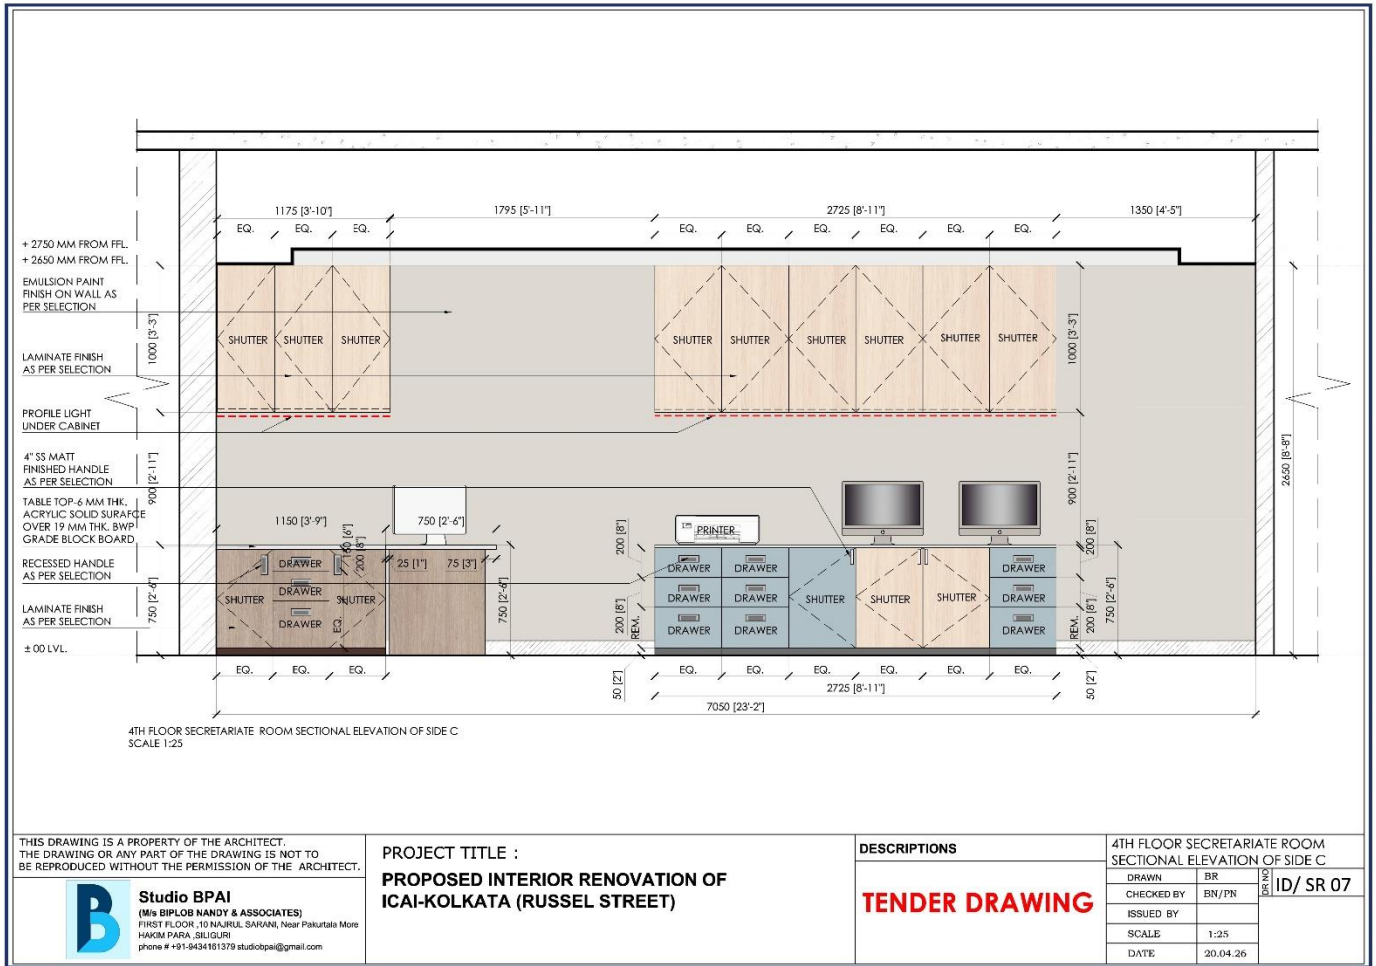 1175 [3'-10"]
1795 [5'-11"]
2725 [8'-11"]
1350 [4'-5"]
EQ. EQ. EQ.
EQ. EQ. EQ. EQ. EQ. EQ.
+ 2750 MM FROM FFL.
+ 2650 MM FROM FFL.
EMULSION PAINT
FINISH ON WALL AS
PER SELECTION
1000 [3'-3"]
LAMINATE FINISH
AS PER SELECTION
PROFILE LIGHT
UNDER CABINET
4" SS MATT
FINISHED HANDLE
AS PER SELECTION
900 [2'-11"]
TABLE TOP-6 MM THK.
ACRYLIC SOLID SURAFCE
OVER 19 MM THK. BWP
GRADE BLOCK BOARD
RECESSED HANDLE
AS PER SELECTION
750 [2'-6"]
LAMINATE FINISH
AS PER SELECTION
± 00 LVL.
SHUTTER SHUTTER SHUTTER
SHUTTER SHUTTER SHUTTER SHUTTER SHUTTER SHUTTER
1000 [3'-3"]
900 [2'-11"]
2650 [8'-8"]
1150 [3'-9"]
750 [2'-6"]
150 [6"]
200 [8"]
25 [1"]
75 [3"]
DRAWER
DRAWER
DRAWER
SHUTTER
SHUTTER
EQ.
750 [2'-6"]
PRINTER
200 [8"]
200 [8"]
REM.
50 [2"]
DRAWER DRAWER DRAWER
DRAWER DRAWER DRAWER
DRAWER DRAWER DRAWER
SHUTTER SHUTTER SHUTTER
200 [8"]
200 [8"]
REM.
750 [2'-6"]
50 [2"]
EQ. EQ. EQ.
EQ. EQ. EQ. EQ. EQ. EQ.
2725 [8'-11"]
7050 [23'-2"]
4TH FLOOR SECRETARIATE ROOM SECTIONAL ELEVATION OF SIDE C
SCALE 1:25
THIS DRAWING IS A PROPERTY OF THE ARCHITECT.
THE DRAWING OR ANY PART OF THE DRAWING IS NOT TO
BE REPRODUCED WITHOUT THE PERMISSION OF THE ARCHITECT.
Studio BPAI
(M/s BIPLOB NANDY & ASSOCIATES)
FIRST FLOOR ,10 NAJRUL SARANI, Near Pakurtala More
HAKIM PARA ,SILIGURI
phone # +91-9434161379 studiobpai@gmail.com
PROJECT TITLE :
PROPOSED INTERIOR RENOVATION OF
ICAI-KOLKATA (RUSSEL STREET)
DESCRIPTIONS
TENDER DRAWING
4TH FLOOR SECRETARIATE ROOM
SECTIONAL ELEVATION OF SIDE C
DRAWN BR
CHECKED BY BN/PN
ISSUED BY
SCALE 1:25
DATE 20.04.26
DR NO
ID/ SR 07